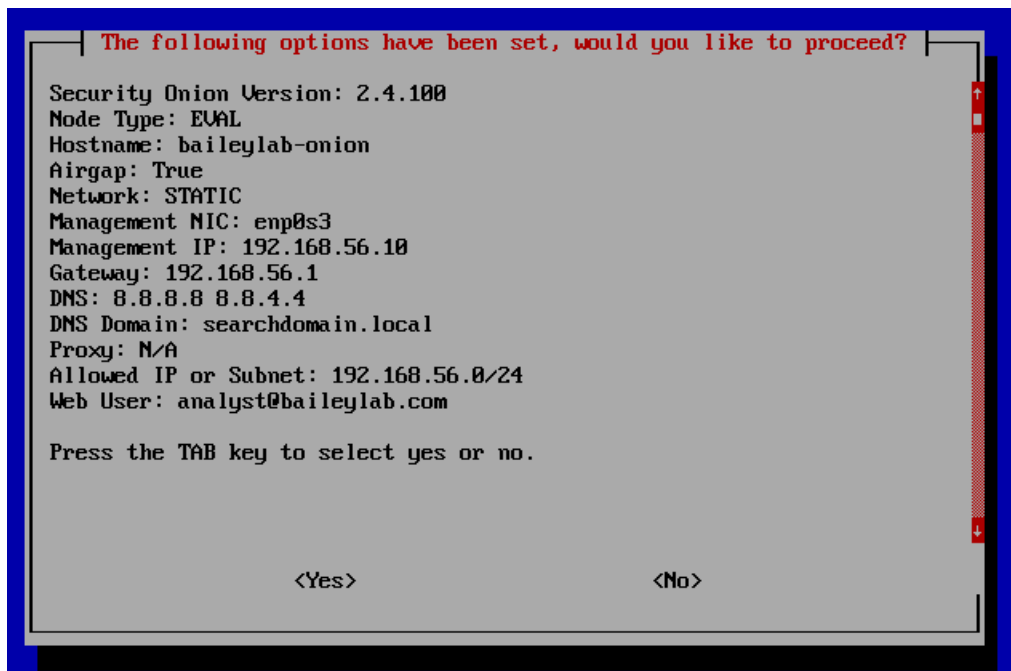 The following options have been set, would you like to proceed?
Security Onion Version: 2.4.100
Node Type: EVAL
Hostname: baileylab-onion
Airgap: True
Network: STATIC
Management NIC: enp0s3
Management IP: 192.168.56.10
Gateway: 192.168.56.1
DNS: 8.8.8.8 8.8.4.4
DNS Domain: searchdomain.local
Proxy: N/A
Allowed IP or Subnet: 192.168.56.0/24
Web User: analyst@baileylab.com
Press the TAB key to select yes or no.
<Yes> <No>